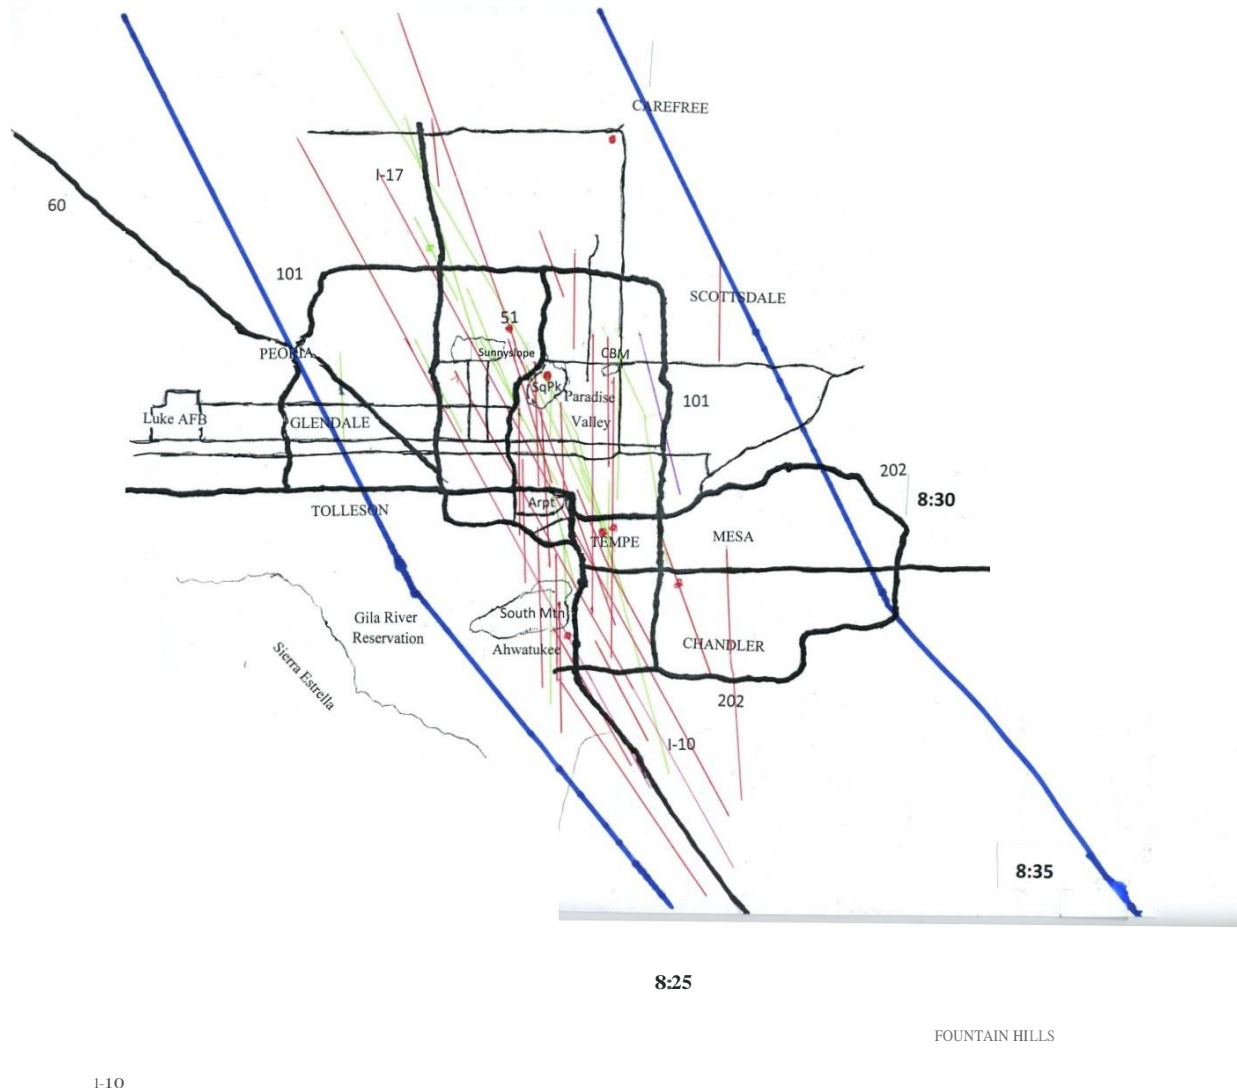 CAREFREE
I-17
60
101
SCOTTSDALE
51
PEORIA
Sunnyslope
CBM
SqPk
Paradise
Valley
101
Luke AFB
GLENDALE
202
8:30
Arpt
TOLLESON
TEMPE
MESA
Gila River
Reservation
South Mtn
Ahwatukee
CHANDLER
Sierra Estrella
202
I-10
8:35
8:25
FOUNTAIN HILLS
I-10